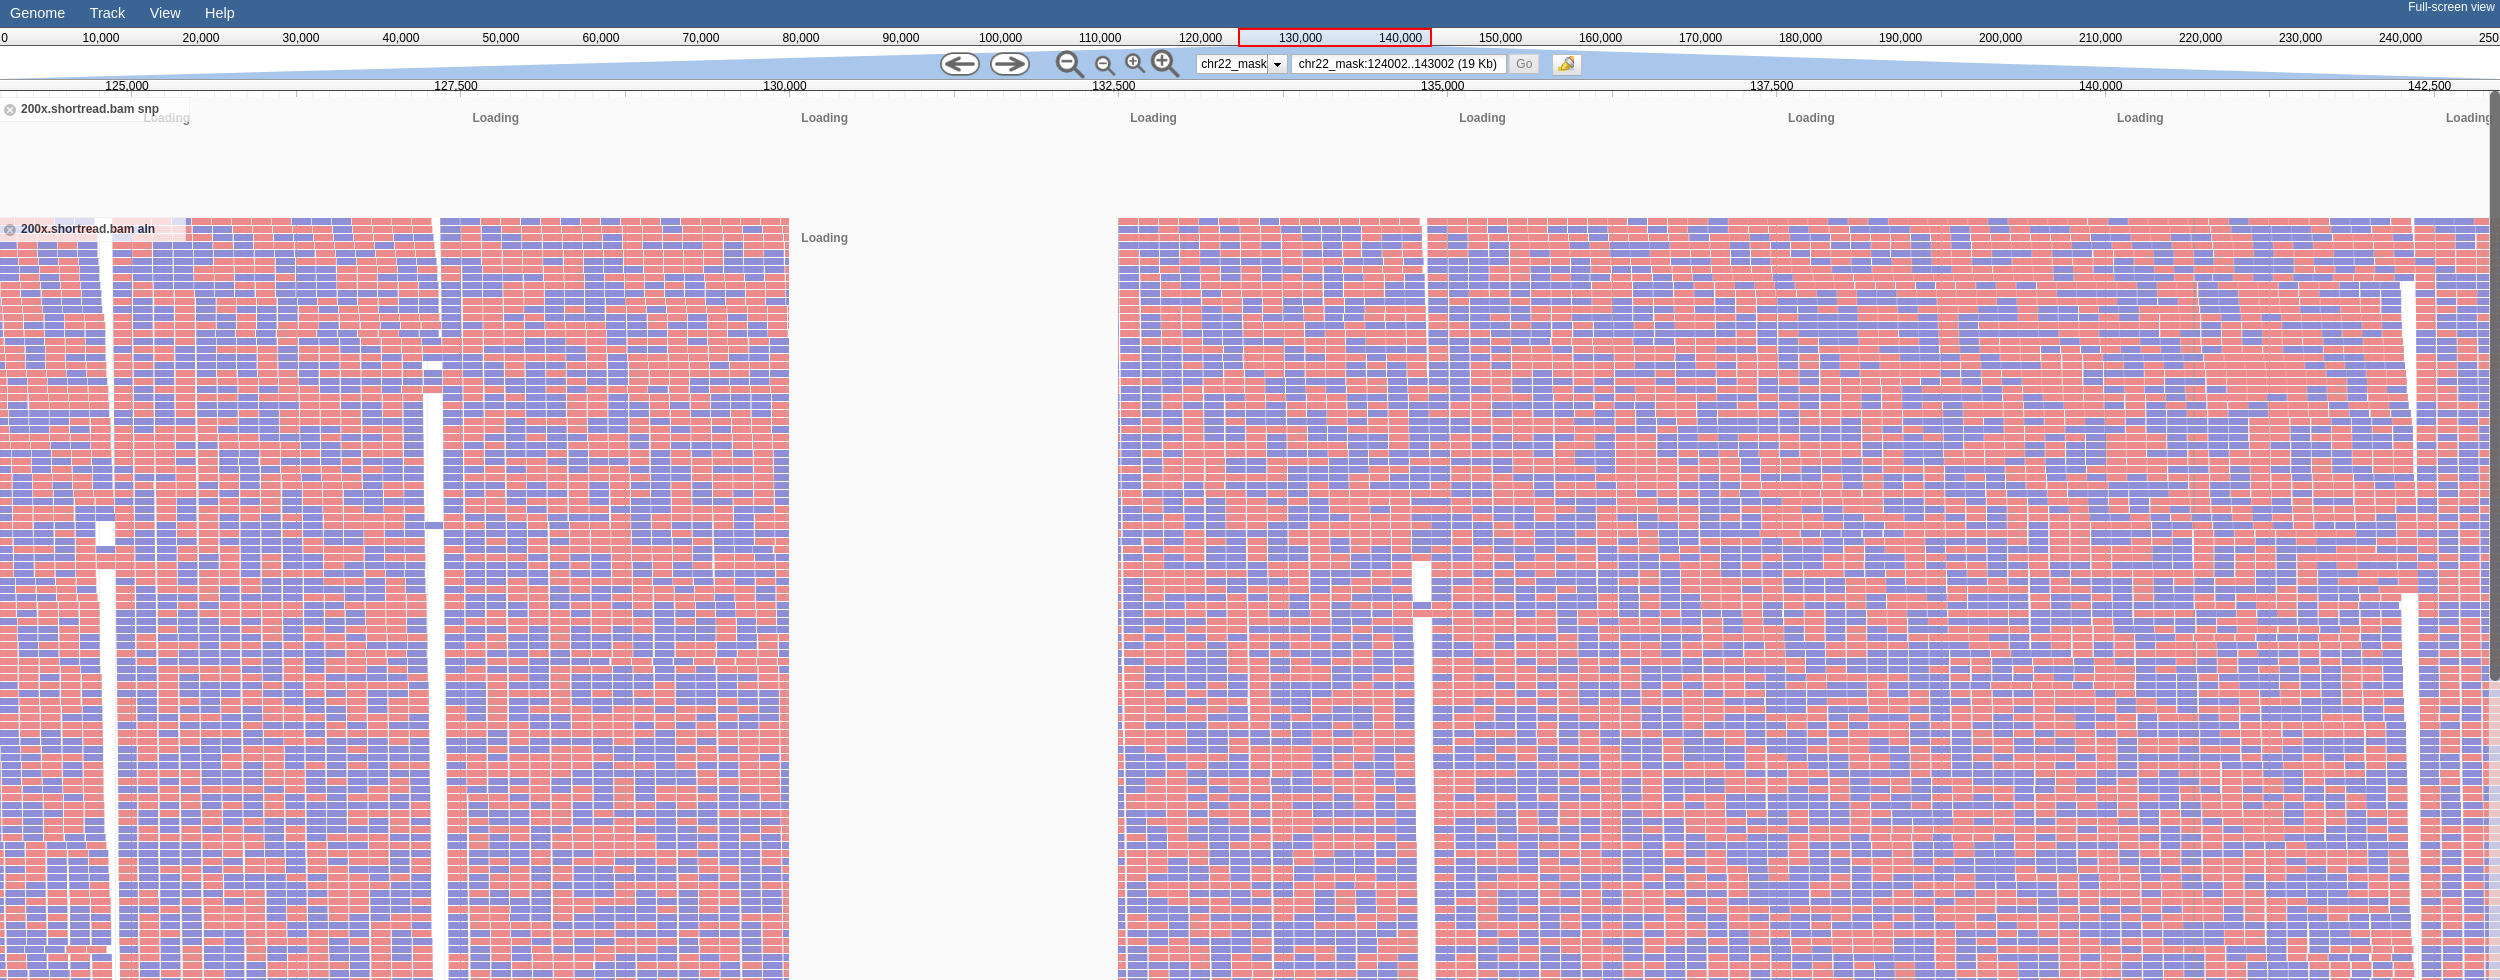 Genome Track View Help Full-screen view
0 10,000 20,000 30,000 40,000 50,000 60,000 70,000 80,000 90,000 100,000 110,000 120,000 130,000 140,000 150,000 160,000 170,000 180,000 190,000 200,000 210,000 220,000 230,000 240,000 250
chr22_mask chr22_mask:124002..143002 (19 Kb) Go
125,000 127,500 130,000 132,500 135,000 137,500 140,000 142,500
200x.shortread.bam snp
Loading Loading Loading Loading Loading Loading Loading Loading
200x.shortread.bam aln
Loading